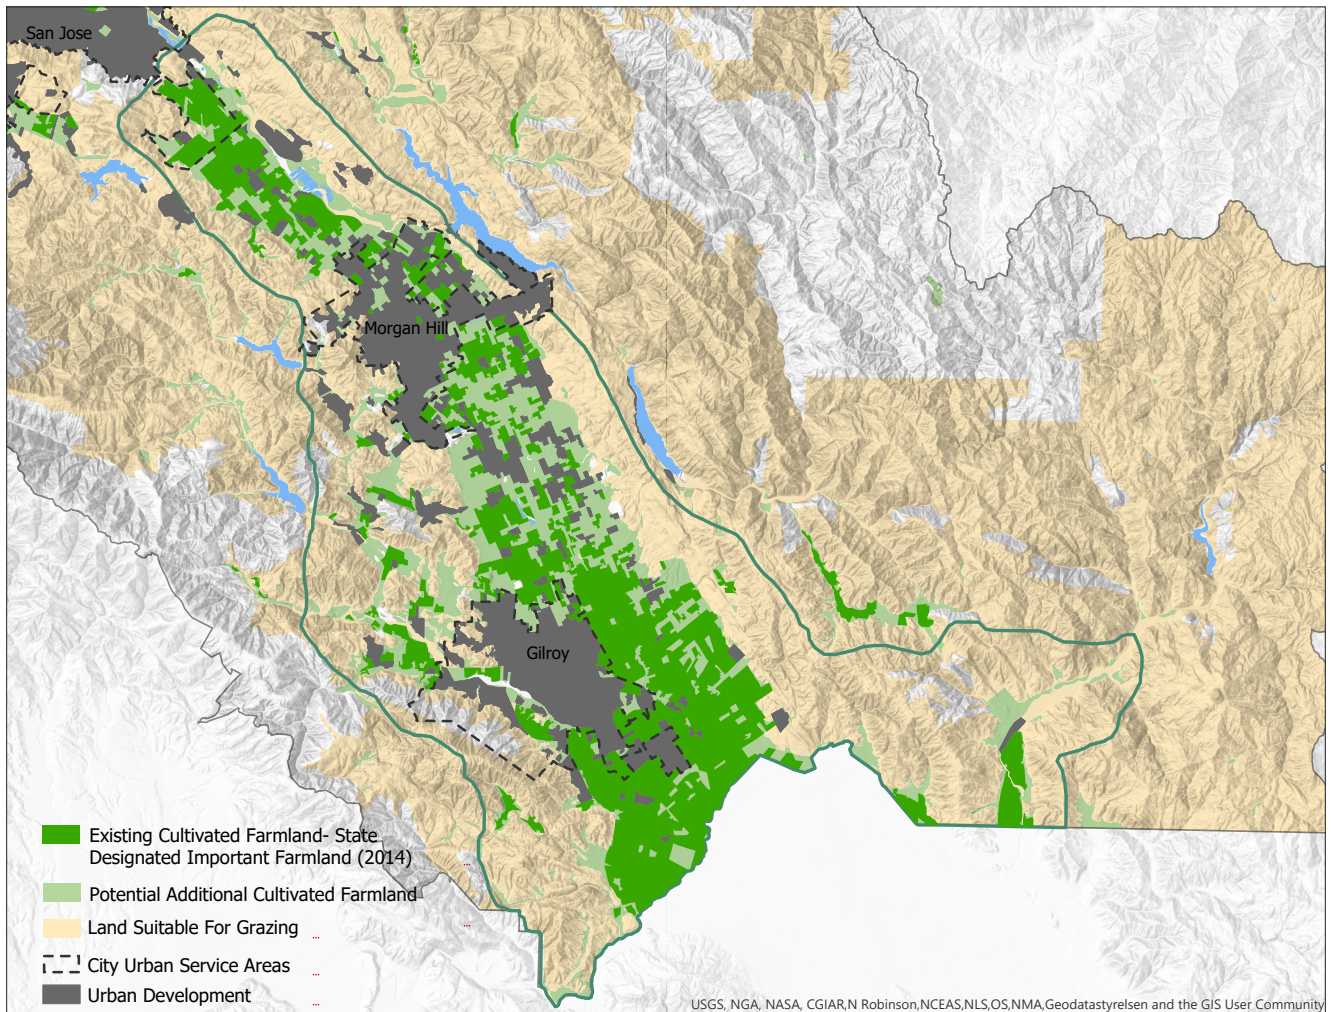 San Jose
Morgan Hill
Gilroy
Existing Cultivated Farmland- State
Designated Important Farmland (2014)
...
Potential Additional Cultivated Farmland
Land Suitable For Grazing
...
...
City Urban Service Areas
...
Urban Development
...
USGS, NGA, NASA, CGIAR,N Robinson,NCEAS,NLS,OS,NMA,Geodatastyrelsen and the GIS User Community